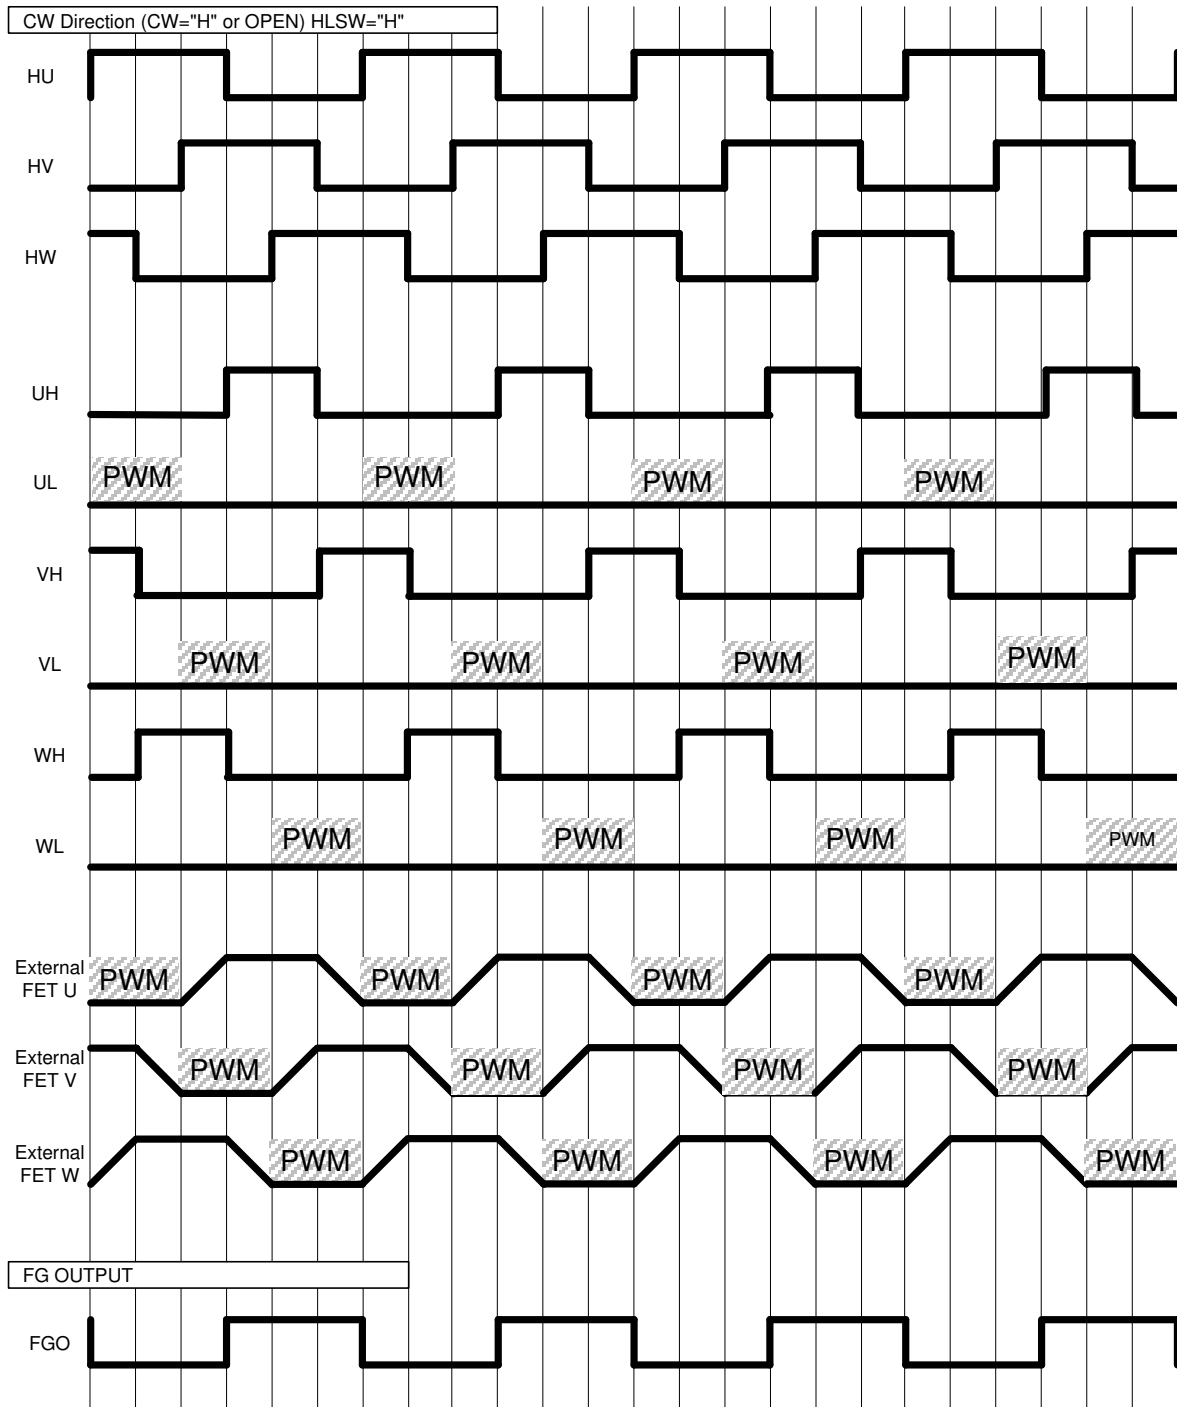 CW Direction (CW="H" or OPEN) HLSW="H"
HU
HV
HW
UH
PWM PWM PWM PWM
UL
VH
PWM PWM PWM PWM
VL
WH
PWM PWM PWM PWM
WL
External
FET U
PWM PWM PWM PWM
External
FET V
PWM PWM PWM PWM
External
FET W
PWM PWM PWM PWM
FG OUTPUT
FGO